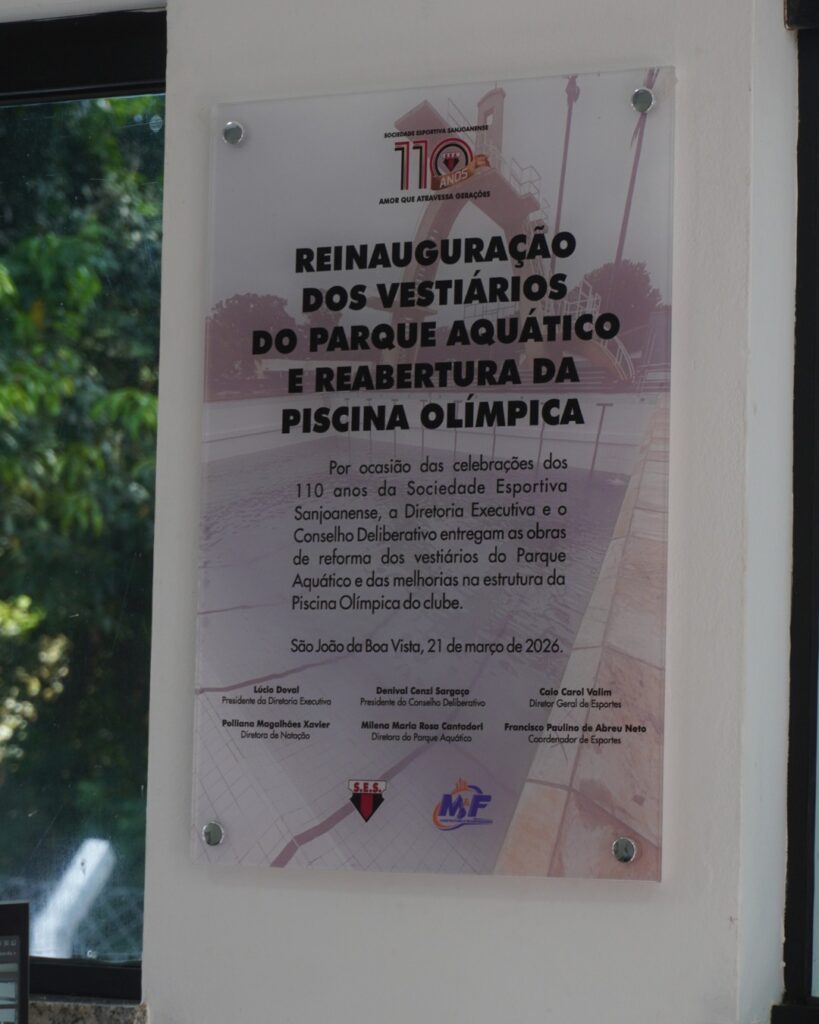 SOCIEDADE ESPORTIVA SANJOANENSE
110
ANOS
AMOR QUE ATRAVESSA GERAÇÕES
REINAUGURAÇÃO
DOS VESTIÁRIOS
DO PARQUE AQUÁTICO
E REABERTURA DA
PISCINA OLÍMPICA
Por ocasião das celebrações dos
110 anos da Sociedade Esportiva
Sanjoanense, a Diretoria Executiva e o
Conselho Deliberativo entregam as obras
de reforma dos vestiários do Parque
Aquático e das melhorias na estrutura da
Piscina Olímpica do clube.
São João da Boa Vista, 21 de março de 2026.
Lúcio Doval Denival Cenzi Sargaço Caio Carol Valim
Presidente da Diretoria Executiva Presidente do Conselho Deliberativo Diretor Geral de Esportes
Polliana Magalhães Xavier Milena Maria Rosa Cantadori Francisco Paulino de Abreu Neto
Diretora de Natação Diretora do Parque Aquático Coordenador de Esportes
S.E.S. M&F